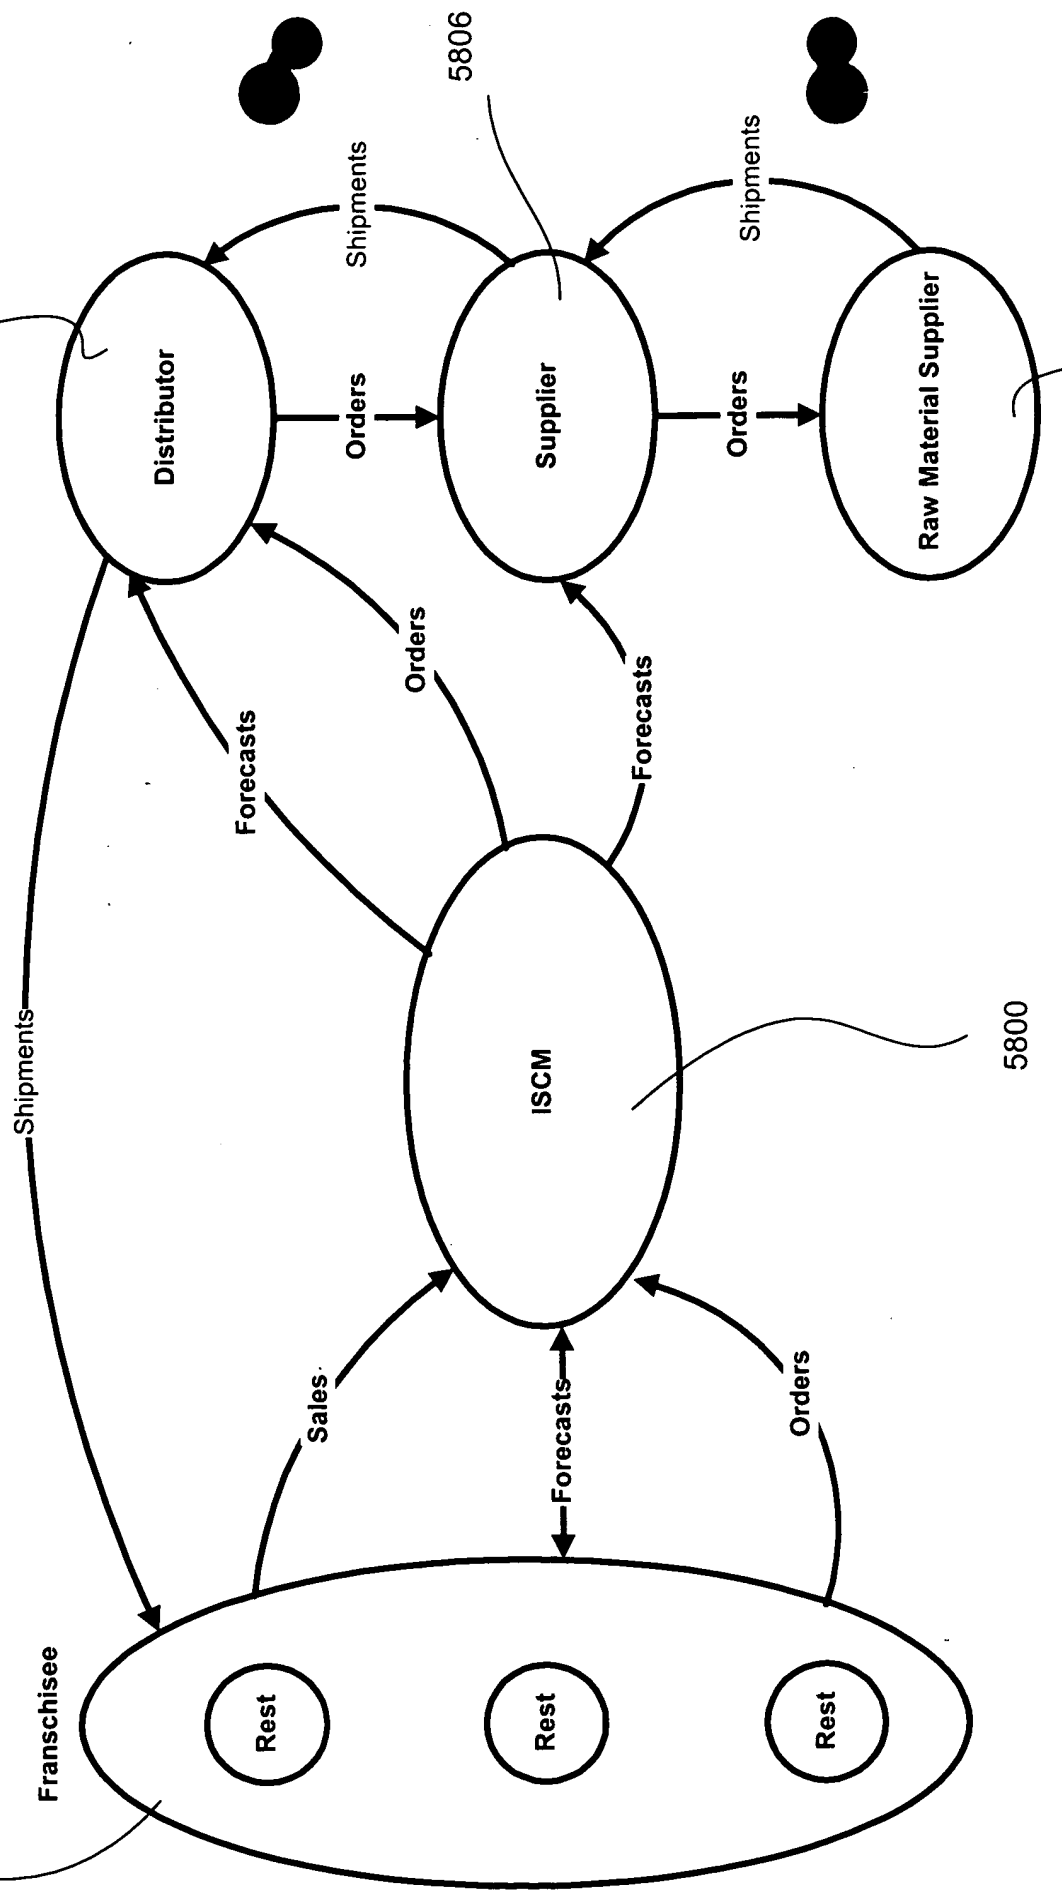 Franschisee
Rest
Rest
Rest
Shipments
Sales
Forecasts
Orders
ISCM
5800
Forecasts
Orders
Forecasts
Distributor
Orders
Shipments
Supplier
5806
Orders
Shipments
Raw Material Supplier